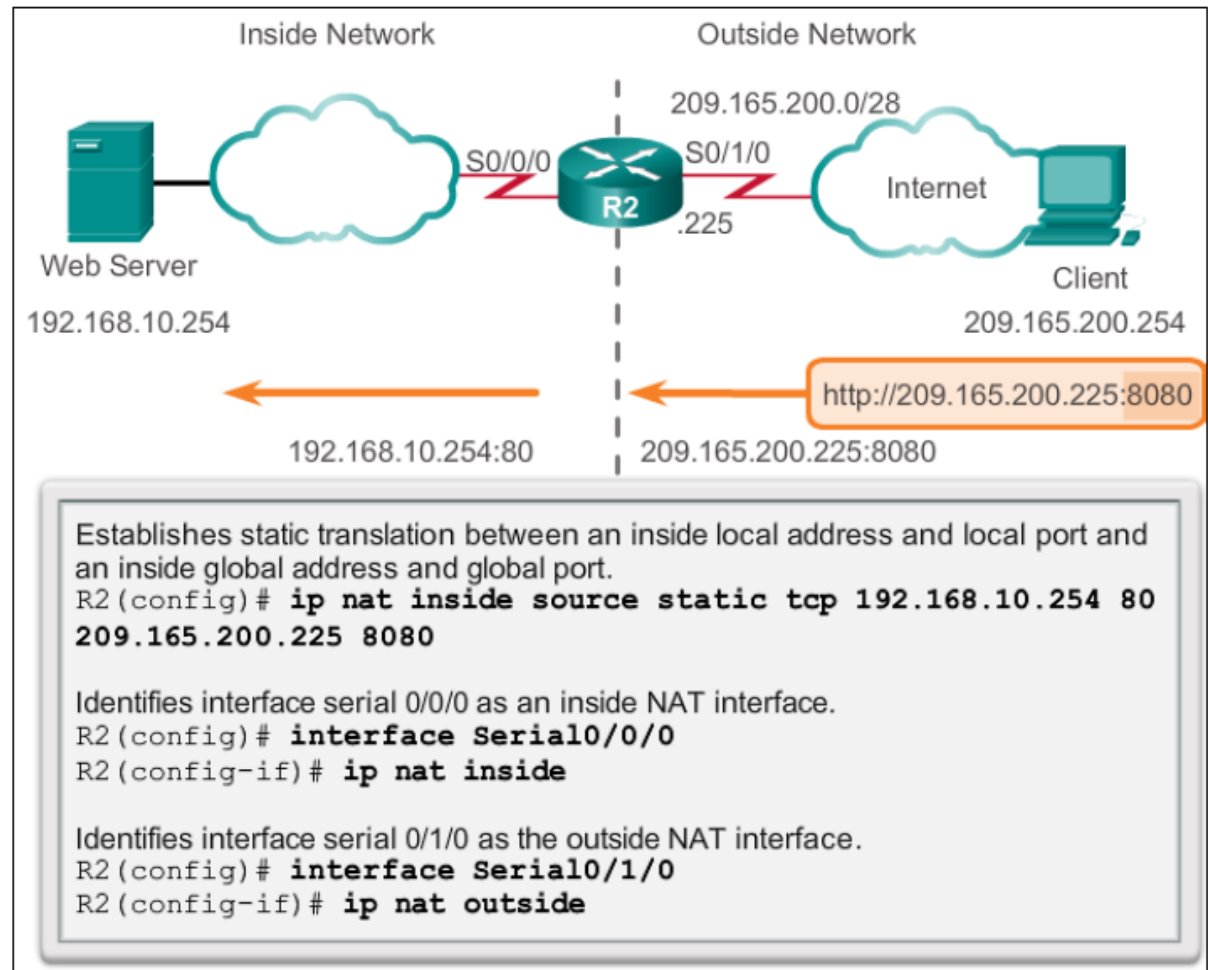 Inside Network
Outside Network
209.165.200.0/28
S0/0/0
S0/1/0
Internet
R2
.225
Web Server
Client
192.168.10.254
209.165.200.254
http://209.165.200.225:8080
192.168.10.254:80
209.165.200.225:8080
Establishes static translation between an inside local address and local port and
an inside global address and global port.
R2(config)# ip nat inside source static tcp 192.168.10.254 80
209.165.200.225 8080
Identifies interface serial 0/0/0 as an inside NAT interface.
R2(config)# interface Serial0/0/0
R2(config-if)# ip nat inside
Identifies interface serial 0/1/0 as the outside NAT interface.
R2(config)# interface Serial0/1/0
R2(config-if)# ip nat outside